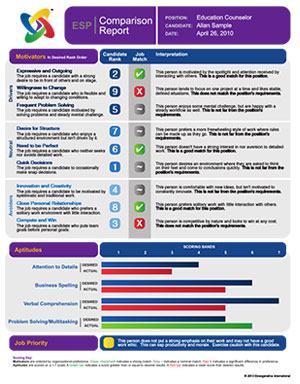 ESP
Comparison
Report
POSITION: Education Counselor
CANDIDATE: Allan Sample
DATE: April 26, 2010
Motivators In Desired Rank Order
Candidate Rank
Job Match
Interpretation
Drivers
Expressive and Outgoing
The job requires a candidate with a strong
desire to be in front of others and on stage.
2
This person is motivated by the spotlight and attention received by
interacting with others. This is a good match for this position.
Willingness to Change
The job requires a candidate who is flexible and
willing to adapt to changing conditions.
9
This person tends to focus on one project at a time and likes stable,
defined situations. This does not match the position's requirements.
Frequent Problem Solving
The job requires a candidate motivated by
solving problems and steady mental challenge.
5
This person enjoys some mental challenge, but are happy with a
steady workflow as well. This is not far from the position's
requirements.
Neutral
Desire for Structure
The job requires a candidate who enjoys a
structured environment but isn't driven by it.
7
This person prefers a more freewheeling style of work where rules
can be made up as they go. This is not far from the position's
requirements.
Need to be Perfect
The job requires a candidate who neither seeks
nor avoids detailed work.
6
This person doesn't have a strong interest in nor aversion to detailed
work. This is a good match for this position.
Quick Decisions
The job requires a candidate to occasionally
make snap decisions.
1
This person desires an environment where they are asked to think
on their feet and come to conclusions quickly. This is not far from
the position's requirements.
Avoiders
Innovation and Creativity
The job requires a candidate to be motivated by
systematic and traditional work.
4
This person is comfortable with new ideas, but isn't motivated to
constantly innovate. This is not far from the position's requirements.
Close Personal Relationships
The job requires a candidate who prefers a
solitary work environment with little interaction.
8
This person prefers solitary work with little interaction with others.
This is a good match for this position.
Compete and Win
The job requires a candidate who puts team
goals before personal goals.
3
This person is competitive by nature and looks to win at any cost.
This does not match the position's requirements.
Aptitudes
SCORING BANDS
1 2 3 4 5 6 7
Attention to Details
DESIRED
ACTUAL
Business Spelling
DESIRED
ACTUAL
Verbal Comprehension
DESIRED
ACTUAL
Problem Solving/Multitasking
DESIRED
ACTUAL
Job Priority
This person does not put a strong emphasis on their work and may not have a good
work ethic. This can sap productivity and morale. Exercise caution with this candidate.
Scoring Key: